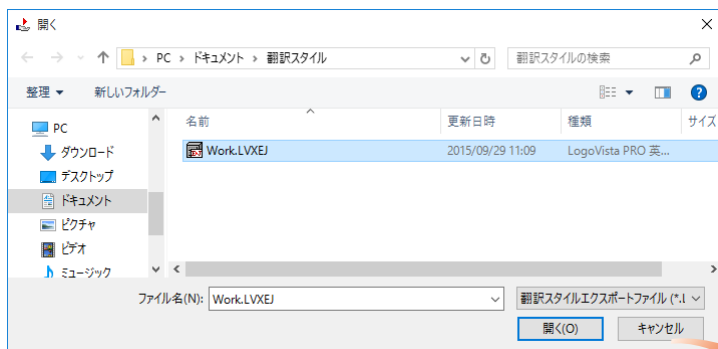 開く
PC › ドキュメント › 翻訳スタイル
翻訳スタイルの検索
整理 新しいフォルダー
名前 更新日時 種類 サイズ
PC
ダウンロード
デスクトップ
ドキュメント
ピクチャ
ビデオ
ミュージック
Work.LVXEJ 2015/09/29 11:09 LogoVista PRO 英...
ファイル名(N): Work.LVXEJ
翻訳スタイルエクスポートファイル (*.L
開く(O) キャンセル